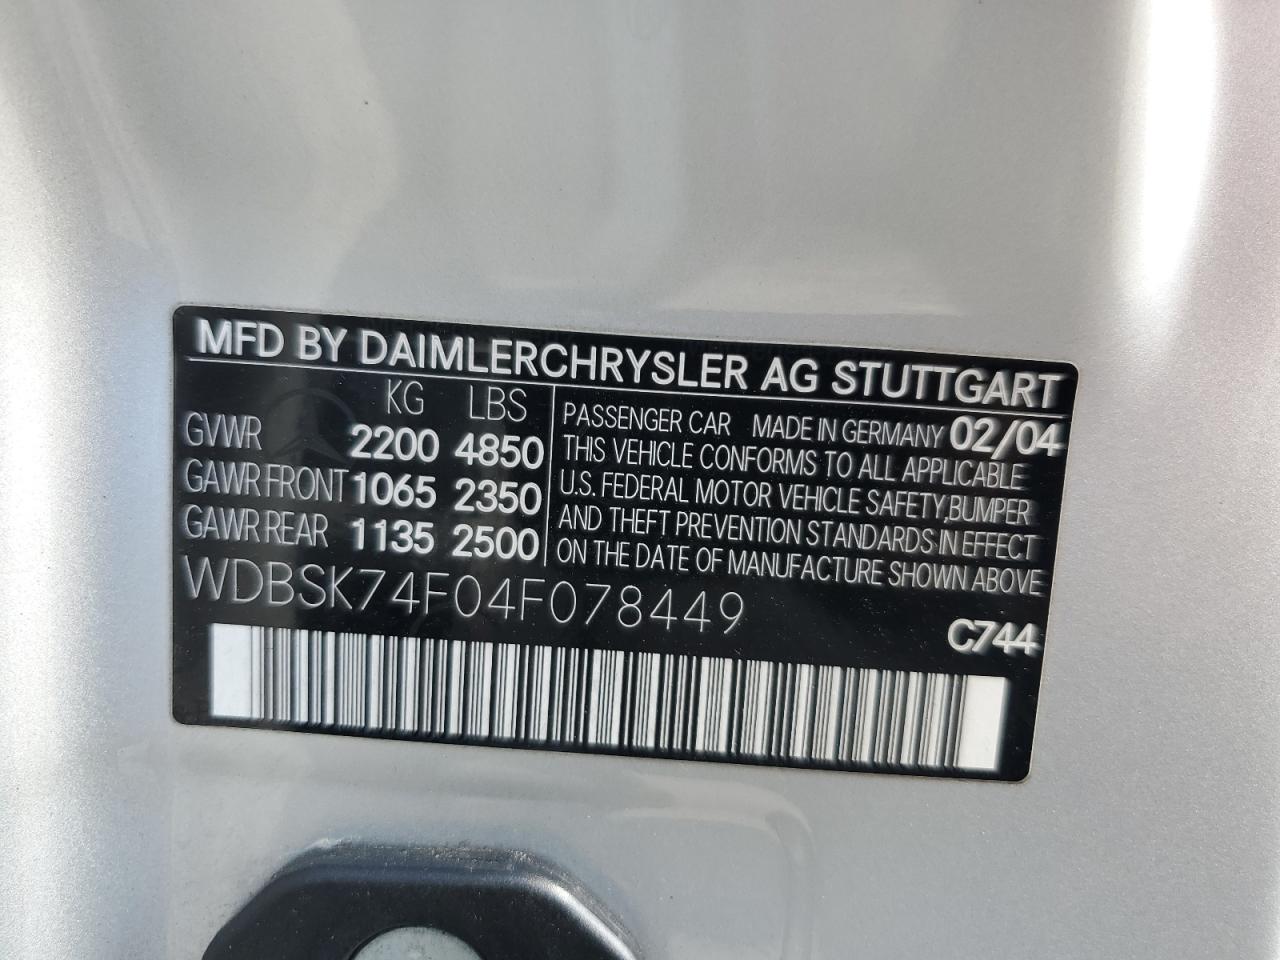 MFD BY DAIMLERCHRYSLER AG STUTTGART
KG LBS
GVWR 2200 4850
GAWR FRONT 1065 2350
GAWR REAR 1135 2500
PASSENGER CAR MADE IN GERMANY 02/04
THIS VEHICLE CONFORMS TO ALL APPLICABLE
U.S. FEDERAL MOTOR VEHICLE SAFETY,BUMPER
AND THEFT PREVENTION STANDARDS IN EFFECT
ON THE DATE OF MANUFACTURE SHOWN ABOVE
WDBSK74F04F078449
C744